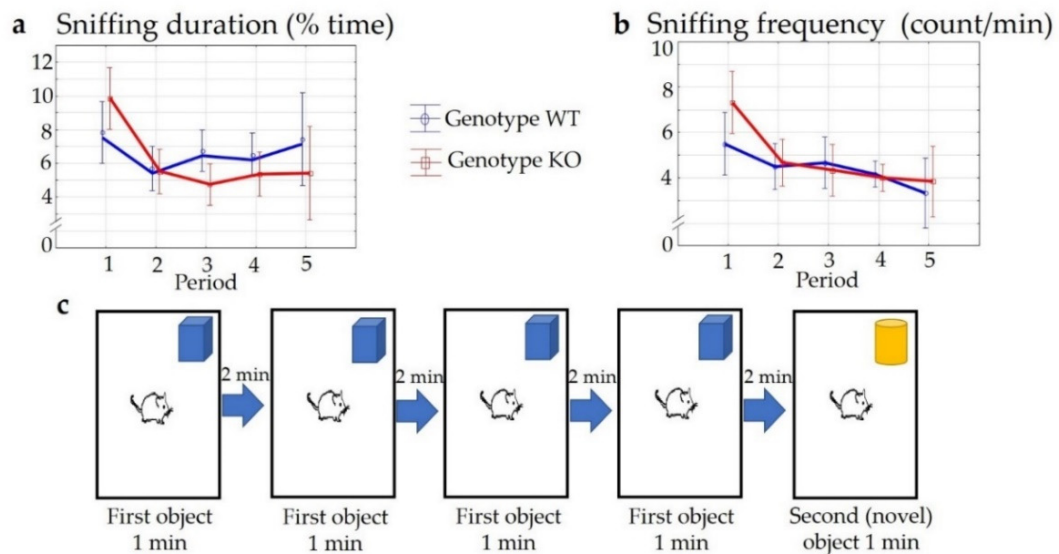 a Sniffing duration (% time)
12
10
8
6
4
0
1 2 3 4 5
Period
Genotype WT
Genotype KO
b Sniffing frequency (count/min)
10
8
6
4
0
1 2 3 4 5
Period
c
2 min 2 min 2 min 2 min
First object First object First object First object Second (novel)
1 min 1 min 1 min 1 min object 1 min